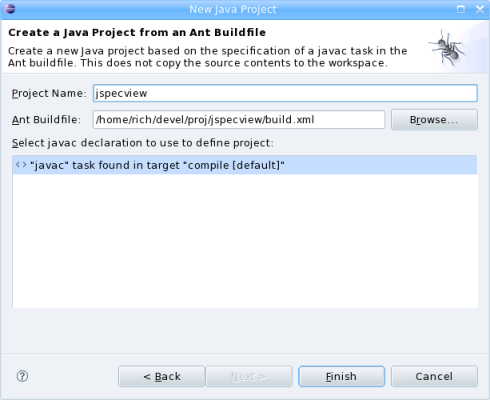 New Java Project
Create a Java Project from an Ant Buildfile
Create a new Java project based on the specification of a javac task in the
Ant buildfile. This does not copy the source contents to the workspace.
Project Name: jspecview
Ant Buildfile: /home/rich/devel/proj/jspecview/build.xml Browse...
Select javac declaration to use to define project:
<> "javac" task found in target "compile [default]"
? < Back Next > Finish Cancel